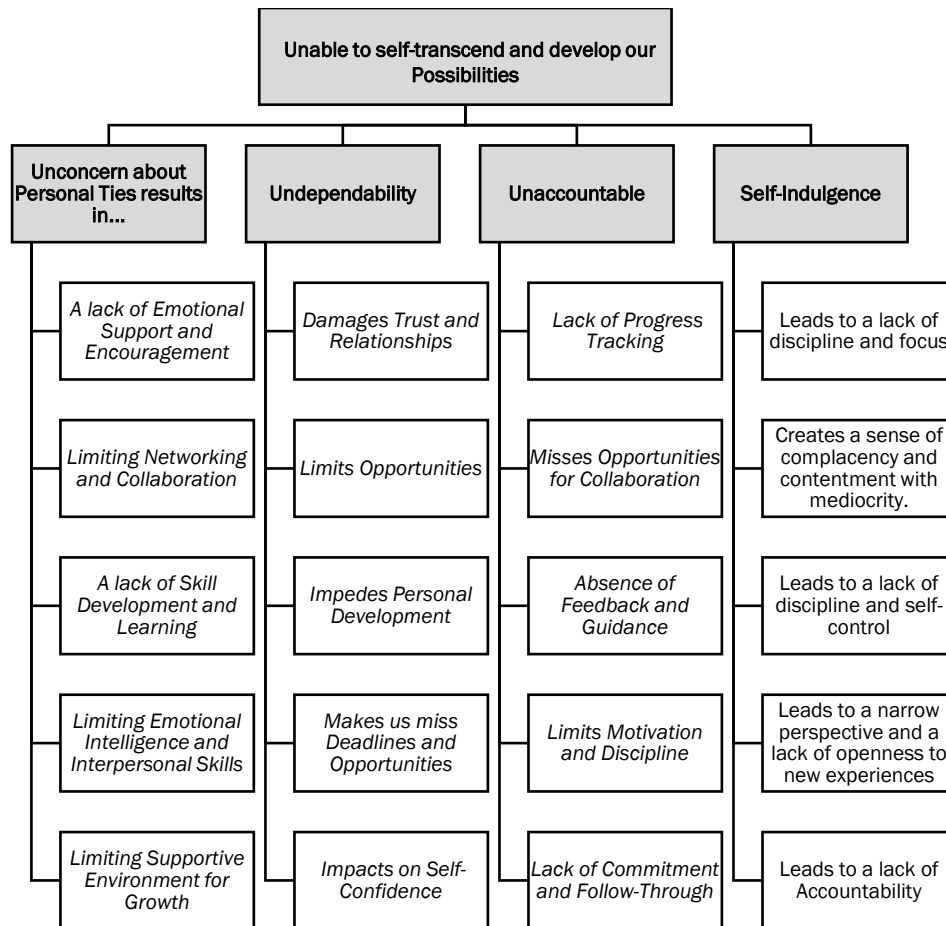 Unable to self-transcend and develop our
Possibilities
Unconcern about
Personal Ties results
in...
Undependability
Unaccountable
Self-Indulgence
A lack of Emotional
Support and
Encouragement
Limiting Networking
and Collaboration
A lack of Skill
Development and
Learning
Limiting Emotional
Intelligence and
Interpersonal Skills
Limiting Supportive
Environment for
Growth
Damages Trust and
Relationships
Limits Opportunities
Impedes Personal
Development
Makes us miss
Deadlines and
Opportunities
Impacts on Self-
Confidence
Lack of Progress
Tracking
Misses Opportunities
for Collaboration
Absence of
Feedback and
Guidance
Limits Motivation
and Discipline
Lack of Commitment
and Follow-Through
Leads to a lack of
discipline and focus
Creates a sense of
complacency and
contentment with
mediocrity.
Leads to a lack of
discipline and self-
control
Leads to a narrow
perspective and a
lack of openness to
new experiences
Leads to a lack of
Accountability